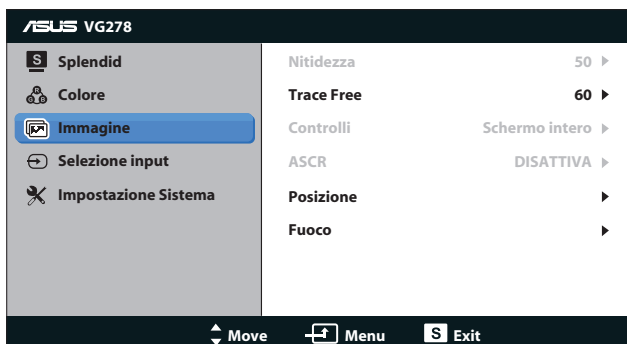 ASUS VG278
S Splendid
Colore
Immagine
Selezione input
Impostazione Sistema
Nitidezza 50
Trace Free 60
Controlli Schermo intero
ASCR DISATTIVA
Posizione
Fuoco
Move Menu S Exit